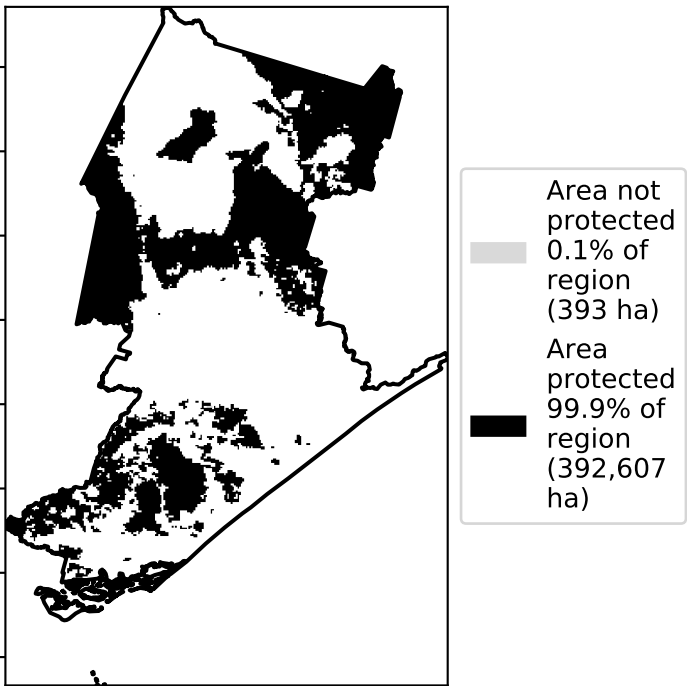 Area not
protected
0.1% of
region
(393 ha)
Area
protected
99.9% of
region
(392,607
ha)